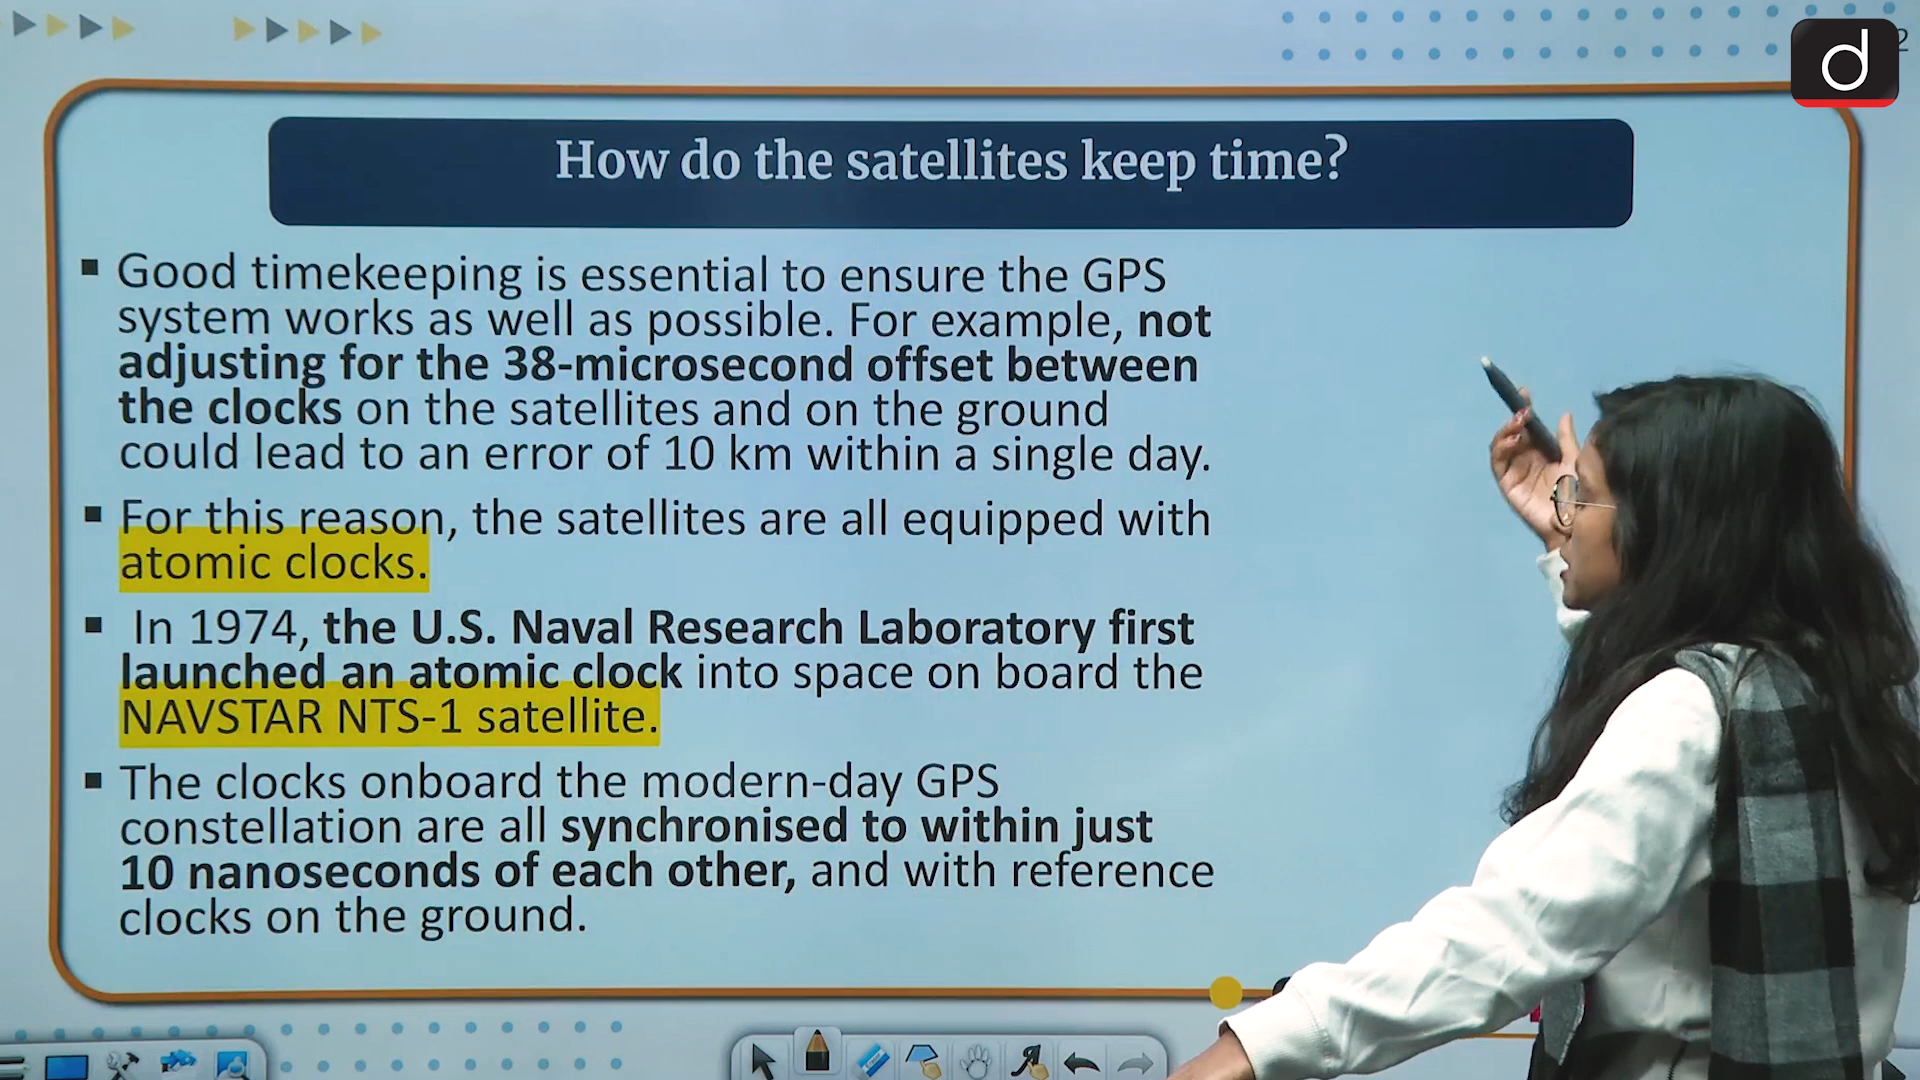 d
2
How do the satellites keep time?
▪ Good timekeeping is essential to ensure the GPS
system works as well as possible. For example, not
adjusting for the 38-microsecond offset between
the clocks on the satellites and on the ground
could lead to an error of 10 km within a single day.
▪ For this reason, the satellites are all equipped with
atomic clocks.
▪ In 1974, the U.S. Naval Research Laboratory first
launched an atomic clock into space on board the
NAVSTAR NTS-1 satellite.
▪ The clocks onboard the modern-day GPS
constellation are all synchronised to within just
10 nanoseconds of each other, and with reference
clocks on the ground.